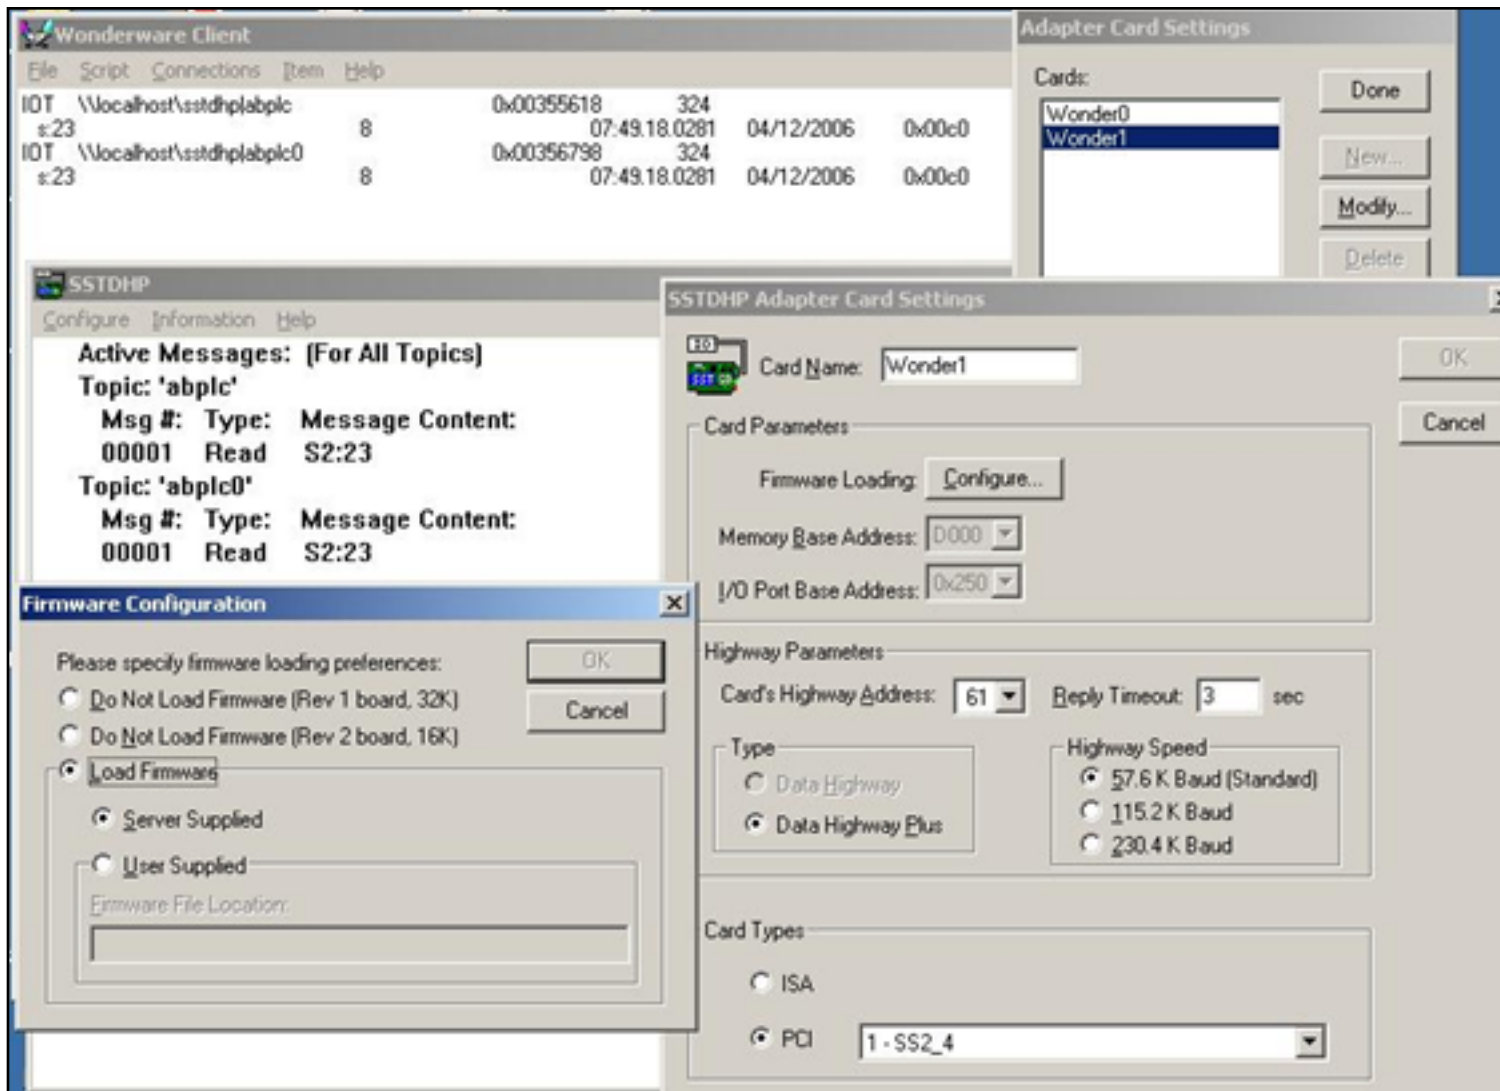 Wonderware Client
File Script Connections Item Help
IOT \\localhost\sstdhp|abplc 0x00355618 324
s:23 8 07:49.18.0281 04/12/2006 0x00c0
IOT \\localhost\sstdhp|abplc0 0x00356798 324
s:23 8 07:49.18.0281 04/12/2006 0x00c0
Adapter Card Settings
Cards:
Wonder0
Wonder1
Done
New...
Modify...
Delete
SSTDHP
Configure Information Help
Active Messages: (For All Topics)
Topic: 'abplc'
Msg #: Type: Message Content:
00001 Read S2:23
Topic: 'abplc0'
Msg #: Type: Message Content:
00001 Read S2:23
SSTDHP Adapter Card Settings
IO
SST
Card Name: Wonder1
OK
Cancel
Card Parameters
Firmware Loading: Configure...
Memory Base Address: D000
I/O Port Base Address: 0x250
Highway Parameters
Card's Highway Address: 61 Reply Timeout: 3 sec
Type
Data Highway
Data Highway Plus
Highway Speed
57.6 K Baud (Standard)
115.2 K Baud
230.4 K Baud
Card Types
ISA
PCI 1 - SS2_4
Firmware Configuration
Please specify firmware loading preferences:
OK
Cancel
Do Not Load Firmware (Rev 1 board, 32K)
Do Not Load Firmware (Rev 2 board, 16K)
Load Firmware
Server Supplied
User Supplied
Firmware File Location: